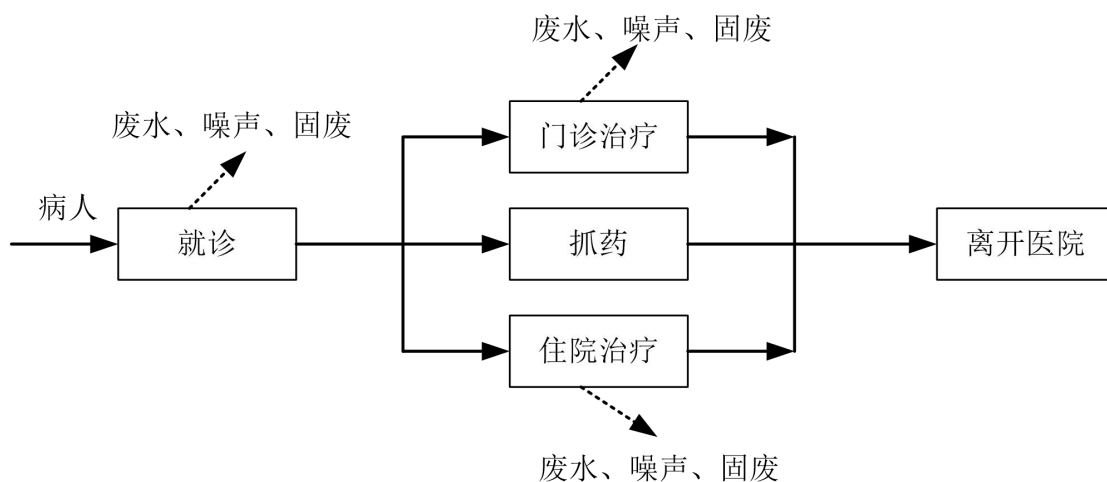 废水、噪声、固废
废水、噪声、固废
门诊治疗
病人
就诊
抓药
离开医院
住院治疗
废水、噪声、固废